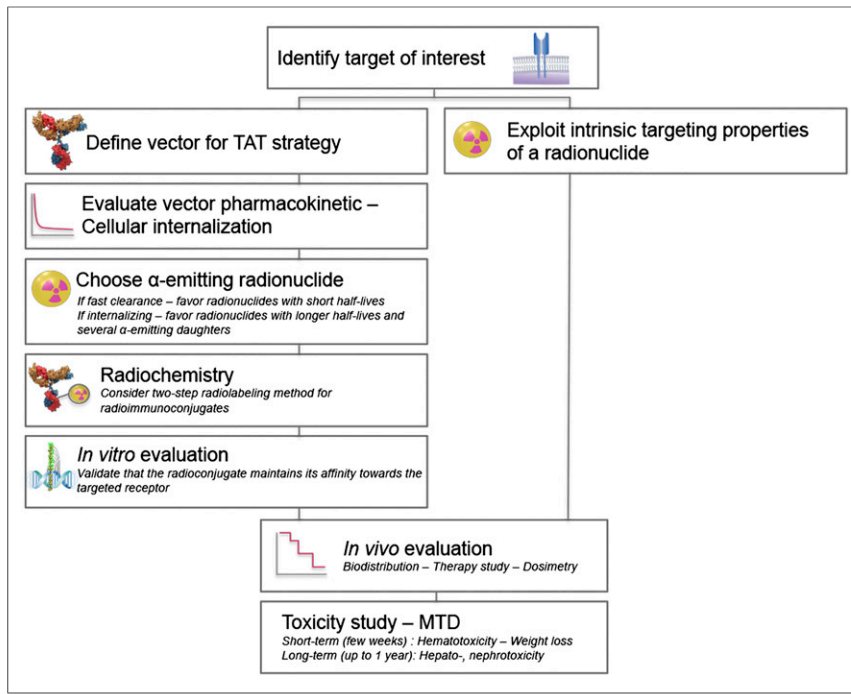 Identify target of interest
Define vector for TAT strategy
Exploit intrinsic targeting properties
of a radionuclide
Evaluate vector pharmacokinetic –
Cellular internalization
Choose α-emitting radionuclide
If fast clearance – favor radionuclides with short half-lives
If internalizing – favor radionuclides with longer half-lives and
several α-emitting daughters
Radiochemistry
Consider two-step radiolabeling method for
radioimmunoconjugates
In vitro evaluation
Validate that the radioconjugate maintains its affinity towards the
targeted receptor
In vivo evaluation
Biodistribution – Therapy study – Dosimetry
Toxicity study – MTD
Short-term (few weeks) : Hematotoxicity – Weight loss
Long-term (up to 1 year): Hepato-, nephrotoxicity